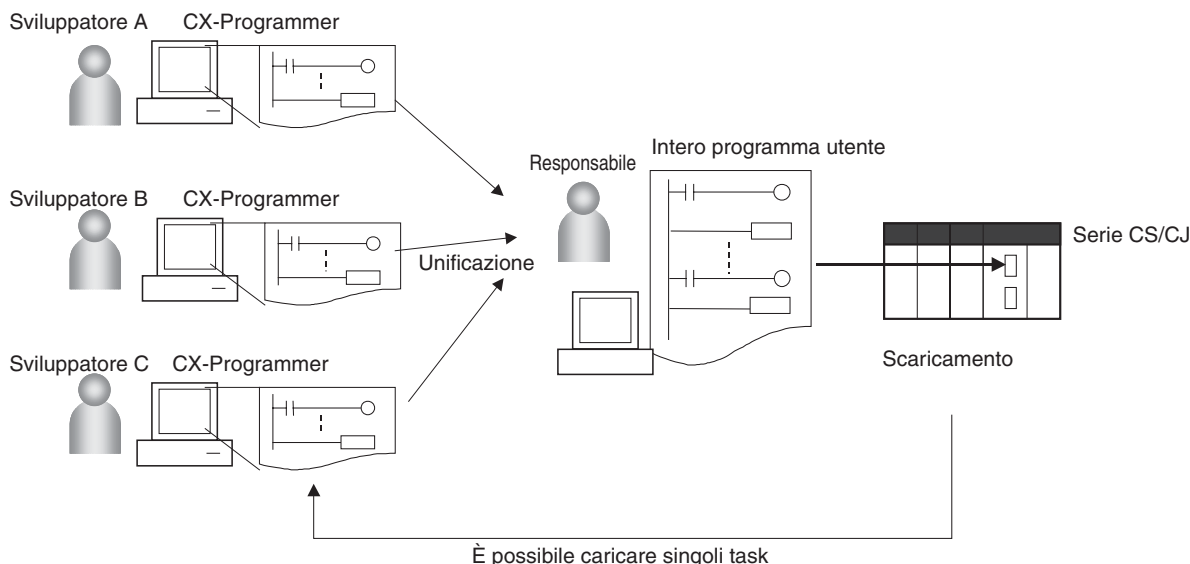 Sviluppatore A CX-Programmer
Sviluppatore B CX-Programmer
Sviluppatore C CX-Programmer
Unificazione
Responsabile
Intero programma utente
Serie CS/CJ
Scaricamento
È possibile caricare singoli task